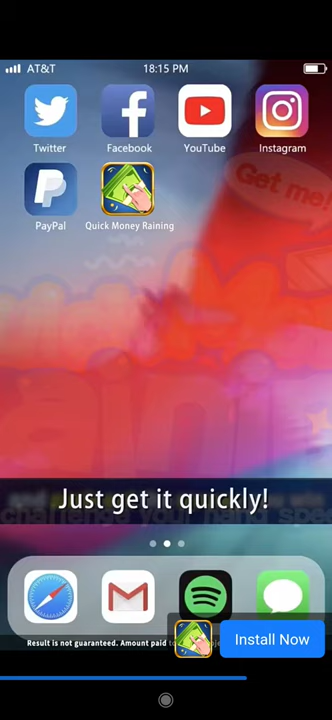 AT&T 18:15 PM
Twitter Facebook YouTube Instagram
Get me!
PayPal Quick Money Raining
Just get it quickly!
Result is not guaranteed. Amount paid
Install Now